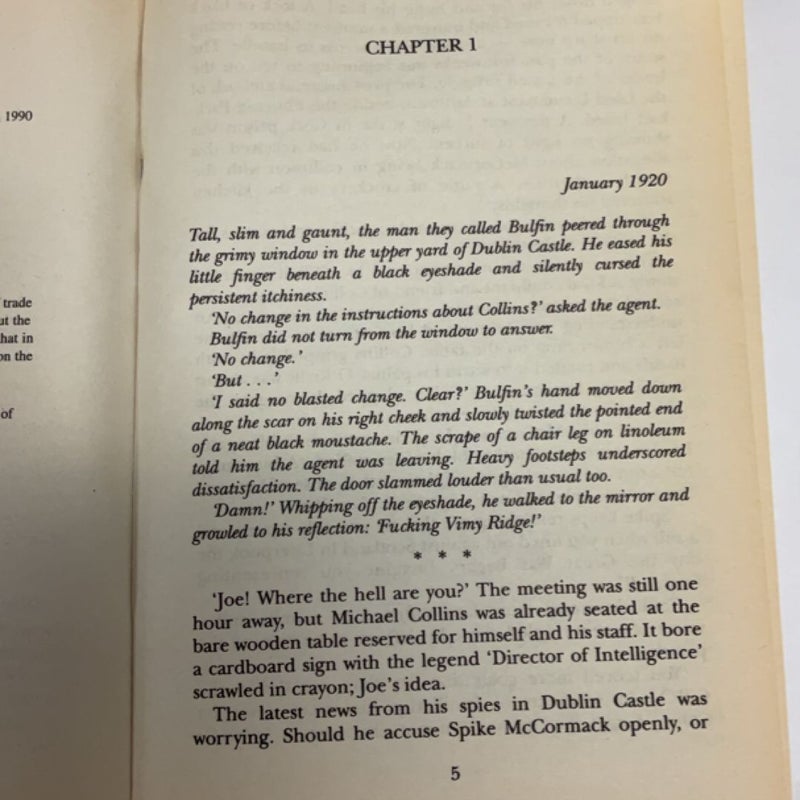 1990
trade
ut the
hat in
on the
of
CHAPTER 1
January 1920
Tall, slim and gaunt, the man they called Bulfin peered through
the grimy window in the upper yard of Dublin Castle. He eased his
little finger beneath a black eyeshade and silently cursed the
persistent itchiness.
‘No change in the instructions about Collins?’ asked the agent.
Bulfin did not turn from the window to answer.
‘No change.’
‘But . . .’
‘I said no blasted change. Clear?’ Bulfin’s hand moved down
along the scar on his right cheek and slowly twisted the pointed end
of a neat black moustache. The scrape of a chair leg on linoleum
told him the agent was leaving. Heavy footsteps underscored
dissatisfaction. The door slammed louder than usual too.
‘Damn!’ Whipping off the eyeshade, he walked to the mirror and
growled to his reflection: ‘Fucking Vimy Ridge!’
* * *
‘Joe! Where the hell are you?’ The meeting was still one
hour away, but Michael Collins was already seated at the
bare wooden table reserved for himself and his staff. It bore
a cardboard sign with the legend ‘Director of Intelligence’
scrawled in crayon; Joe’s idea.
The latest news from his spies in Dublin Castle was
worrying. Should he accuse Spike McCormack openly, or
5